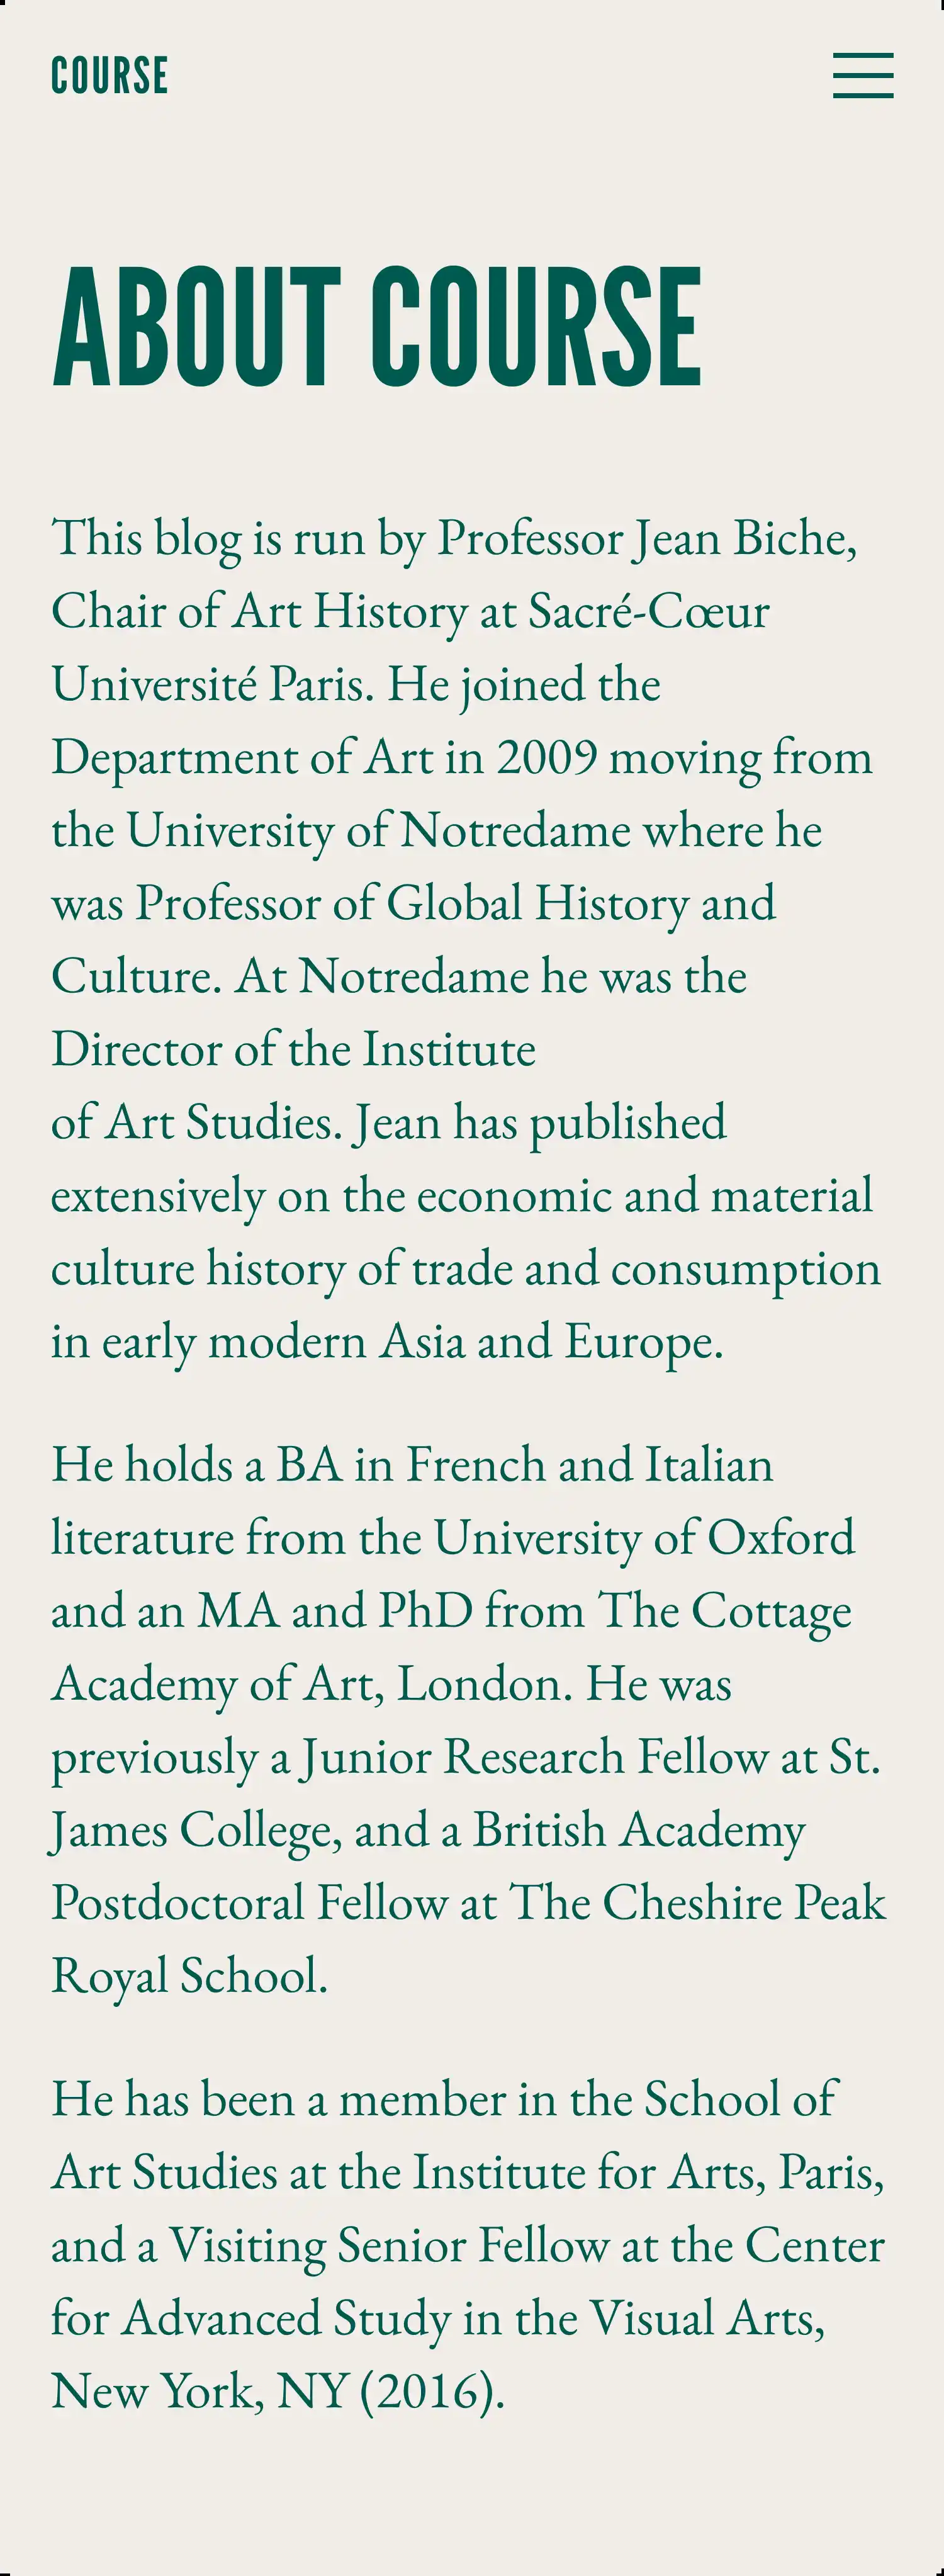 COURSE
ABOUT COURSE
This blog is run by Professor Jean Biche,
Chair of Art History at Sacré-Cœur
Université Paris. He joined the
Department of Art in 2009 moving from
the University of Notredame where he
was Professor of Global History and
Culture. At Notredame he was the
Director of the Institute
of Art Studies. Jean has published
extensively on the economic and material
culture history of trade and consumption
in early modern Asia and Europe.
He holds a BA in French and Italian
literature from the University of Oxford
and an MA and PhD from The Cottage
Academy of Art, London. He was
previously a Junior Research Fellow at St.
James College, and a British Academy
Postdoctoral Fellow at The Cheshire Peak
Royal School.
He has been a member in the School of
Art Studies at the Institute for Arts, Paris,
and a Visiting Senior Fellow at the Center
for Advanced Study in the Visual Arts,
New York, NY (2016).